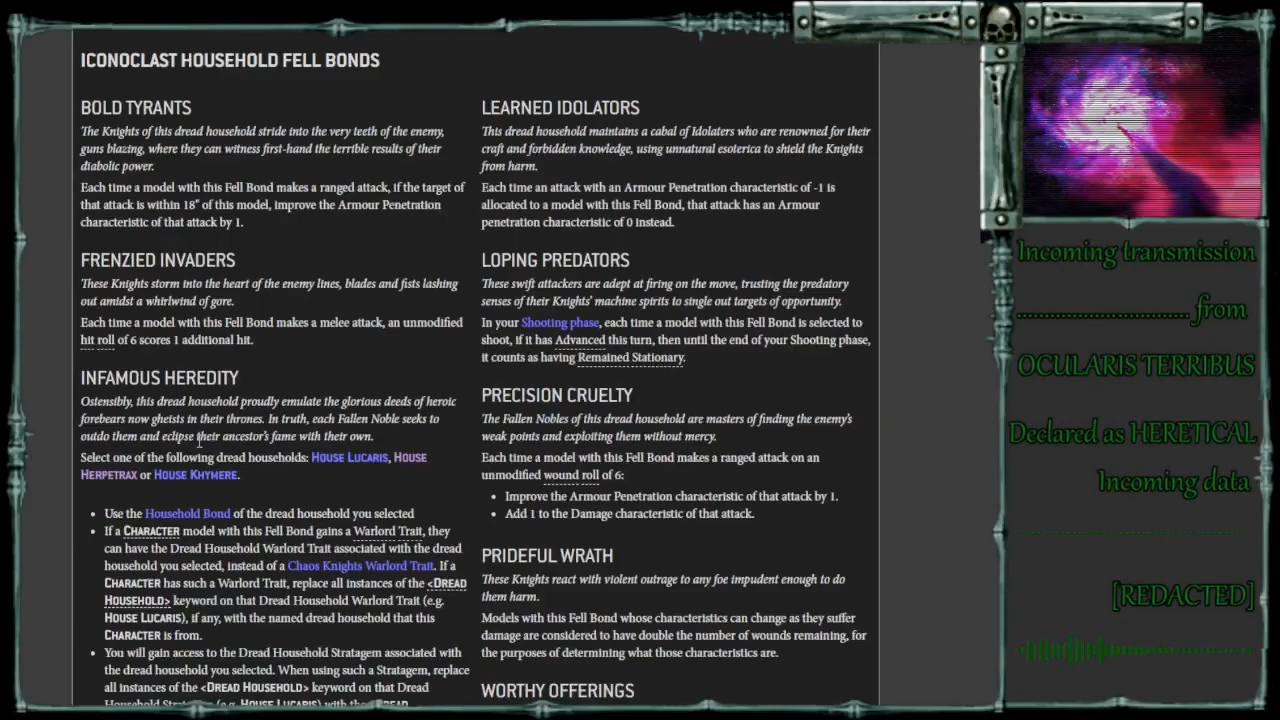 ICONOCLAST HOUSEHOLD FELL BONDS
BOLD TYRANTS
The Knights of this dread household stride into the very teeth of the enemy,
guns blazing, where they can witness first-hand the terrible results of their
diabolic power.
Each time a model with this Fell Bond makes a ranged attack, if the target of
that attack is within 18" of this model, improve the Armour Penetration
characteristic of that attack by 1.
FRENZIED INVADERS
These Knights storm into the heart of the enemy lines, blades and fists lashing
out amidst a whirlwind of gore.
Each time a model with this Fell Bond makes a melee attack, an unmodified
hit roll of 6 scores 1 additional hit.
INFAMOUS HEREDITY
Ostensibly, this dread household proudly emulate the glorious deeds of heroic
forebears now gheists in their thrones. In truth, each Fallen Noble seeks to
outdo them and eclipse their ancestor's fame with their own.
Select one of the following dread households: HOUSE LUCARIS, HOUSE
HERPETRAX or HOUSE KHYMERE.
• Use the Household Bond of the dread household you selected
• If a CHARACTER model with this Fell Bond gains a Warlord Trait, they
can have the Dread Household Warlord Trait associated with the dread
household you selected, instead of a Chaos Knights Warlord Trait. If a
CHARACTER has such a Warlord Trait, replace all instances of the <DREAD
HOUSEHOLD> keyword on that Dread Household Warlord Trait (e.g.
HOUSE LUCARIS), if any, with the named dread household that this
CHARACTER is from.
• You will gain access to the Dread Household Stratagem associated with
the dread household you selected. When using such a Stratagem, replace
all instances of the <DREAD HOUSEHOLD> keyword on that Dread
Household Stratagem (e.g. HOUSE LUCARIS) with the DREAD
LEARNED IDOLATORS
This dread household maintains a cabal of Idolaters who are renowned for their
craft and forbidden knowledge, using unnatural esoterica to shield the Knights
from harm.
Each time an attack with an Armour Penetration characteristic of -1 is
allocated to a model with this Fell Bond, that attack has an Armour
penetration characteristic of 0 instead.
LOPING PREDATORS
These swift attackers are adept at firing on the move, trusting the predatory
senses of their Knights' machine spirits to single out targets of opportunity.
In your Shooting phase, each time a model with this Fell Bond is selected to
shoot, if it has Advanced this turn, then until the end of your Shooting phase,
it counts as having Remained Stationary.
PRECISION CRUELTY
The Fallen Nobles of this dread household are masters of finding the enemy's
weak points and exploiting them without mercy.
Each time a model with this Fell Bond makes a ranged attack on an
unmodified wound roll of 6:
• Improve the Armour Penetration characteristic of that attack by 1.
• Add 1 to the Damage characteristic of that attack.
PRIDEFUL WRATH
These Knights react with violent outrage to any foe impudent enough to do
them harm.
Models with this Fell Bond whose characteristics can change as they suffer
damage are considered to have double the number of wounds remaining, for
the purposes of determining what those characteristics are.
WORTHY OFFERINGS
Incoming transmission
................................ from
OCULARIS TERRIBUS
Declared as HERETICAL
Incoming data
[REDACTED]